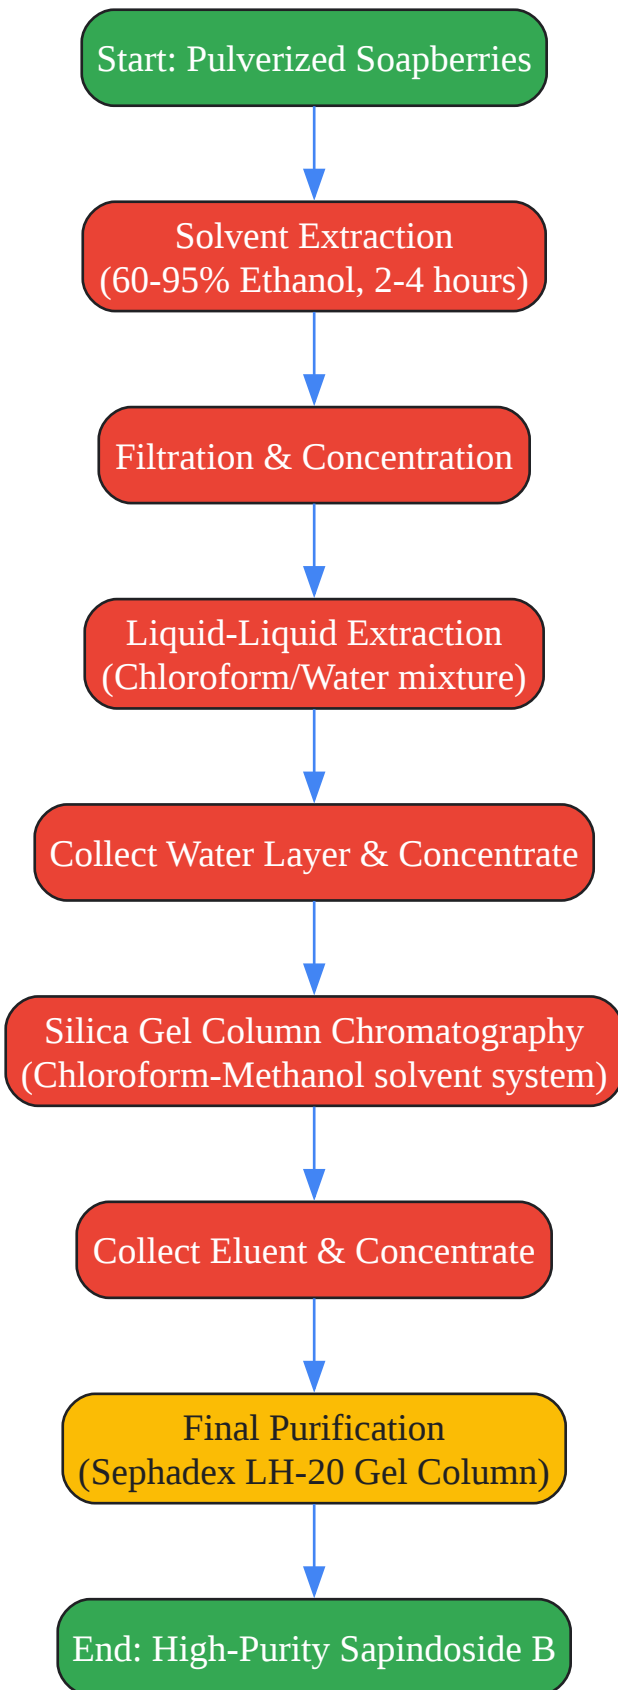 Start: Pulverized Soapberries
Solvent Extraction
(60-95% Ethanol, 2-4 hours)
Filtration & Concentration
Liquid-Liquid Extraction
(Chloroform/Water mixture)
Collect Water Layer & Concentrate
Silica Gel Column Chromatography
(Chloroform-Methanol solvent system)
Collect Eluent & Concentrate
Final Purification
(Sephadex LH-20 Gel Column)
End: High-Purity Sapindoside B